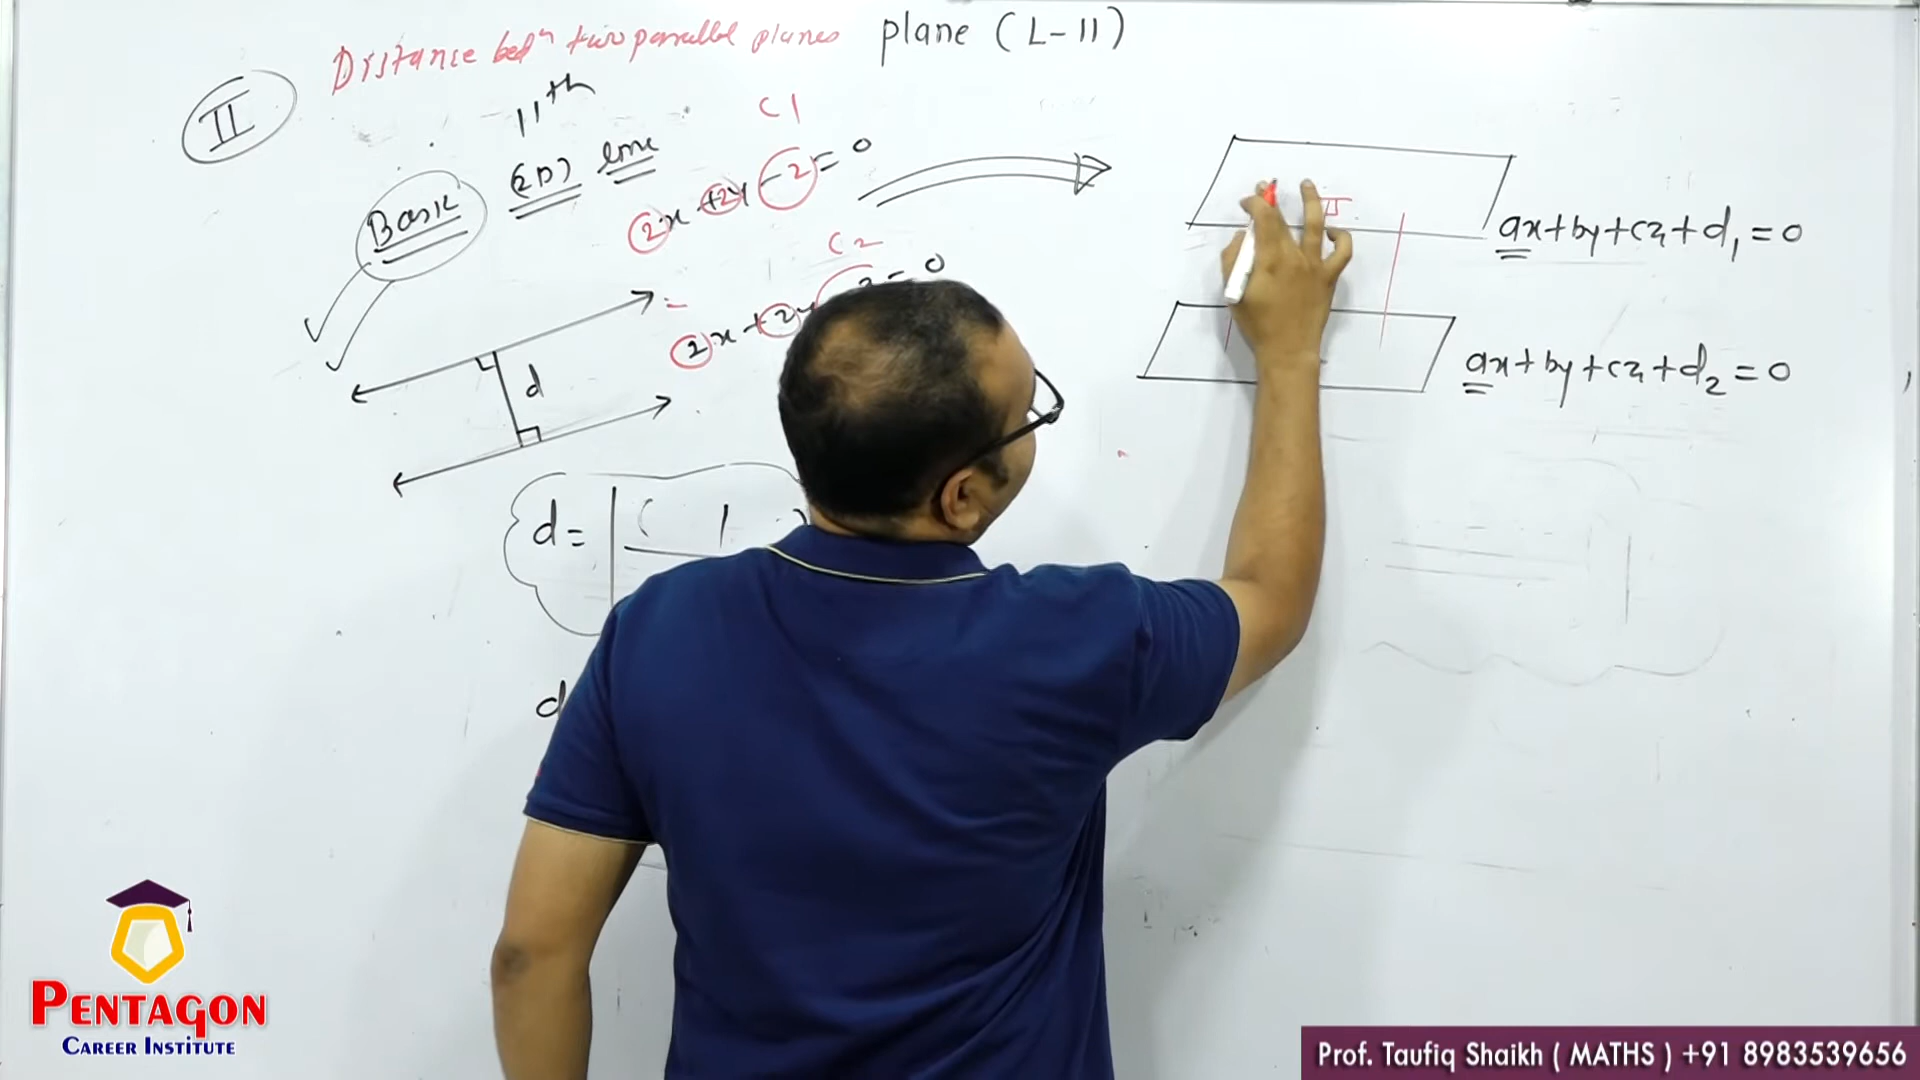 Distance betn two parallel planes plane (L-11)
II
11th
Basic (2D) line
C1
2x+2y-2=0
C2
2x+2y = 0
d
d=
d
II
ax+by+cz+d₁=0
ax+by+cz+d₂=0
PENTAGON
CAREER INSTITUTE
Prof. Taufiq Shaikh ( MATHS ) +91 8983539656